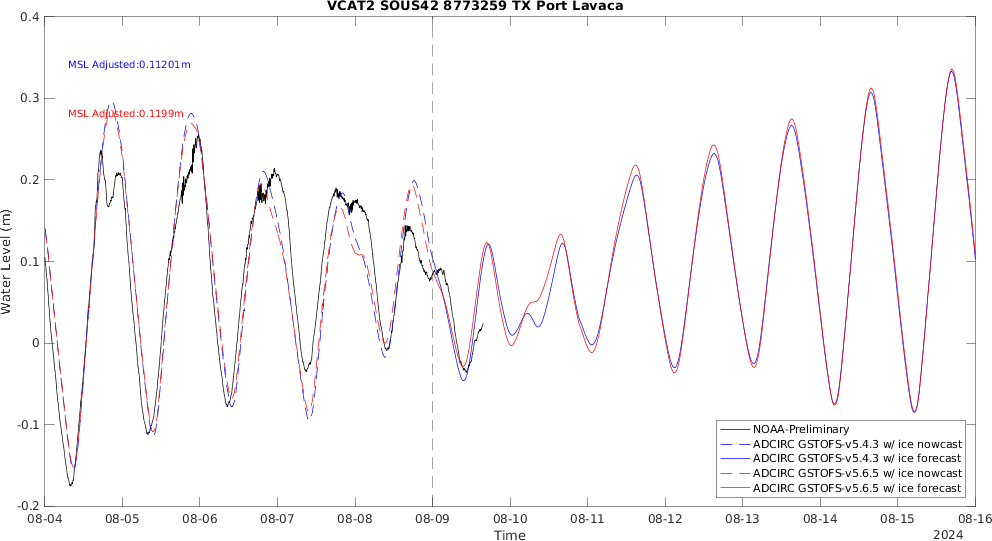 VCAT2 SOUS42 8773259 TX Port Lavaca
0.4
MSL Adjusted:0.11201m
0.3
MSL Adjusted:0.1199m
0.2
Water Level (m)
0.1
0
-0.1
NOAA-Preliminary
ADCIRC GSTOFS-v5.4.3 w/ ice nowcast
ADCIRC GSTOFS-v5.4.3 w/ ice forecast
ADCIRC GSTOFS-v5.6.5 w/ ice nowcast
ADCIRC GSTOFS-v5.6.5 w/ ice forecast
-0.2
08-04 08-05 08-06 08-07 08-08 08-09 08-10 08-11 08-12 08-13 08-14 08-15 08-16
Time
2024